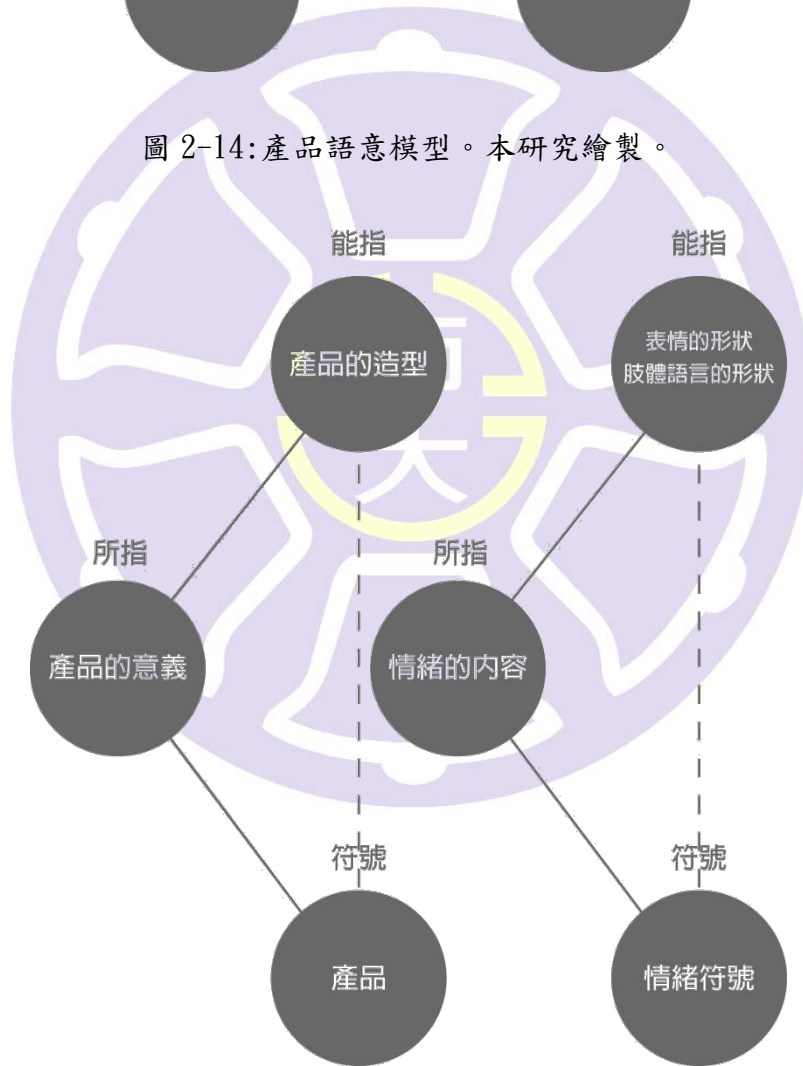 圖 2-14:產品語意模型。本研究繪製。
能指
能指
產品的造型
表情的形狀
肢體語言的形狀
所指
所指
產品的意義
情緒的內容
符號
符號
產品
情緒符號
大